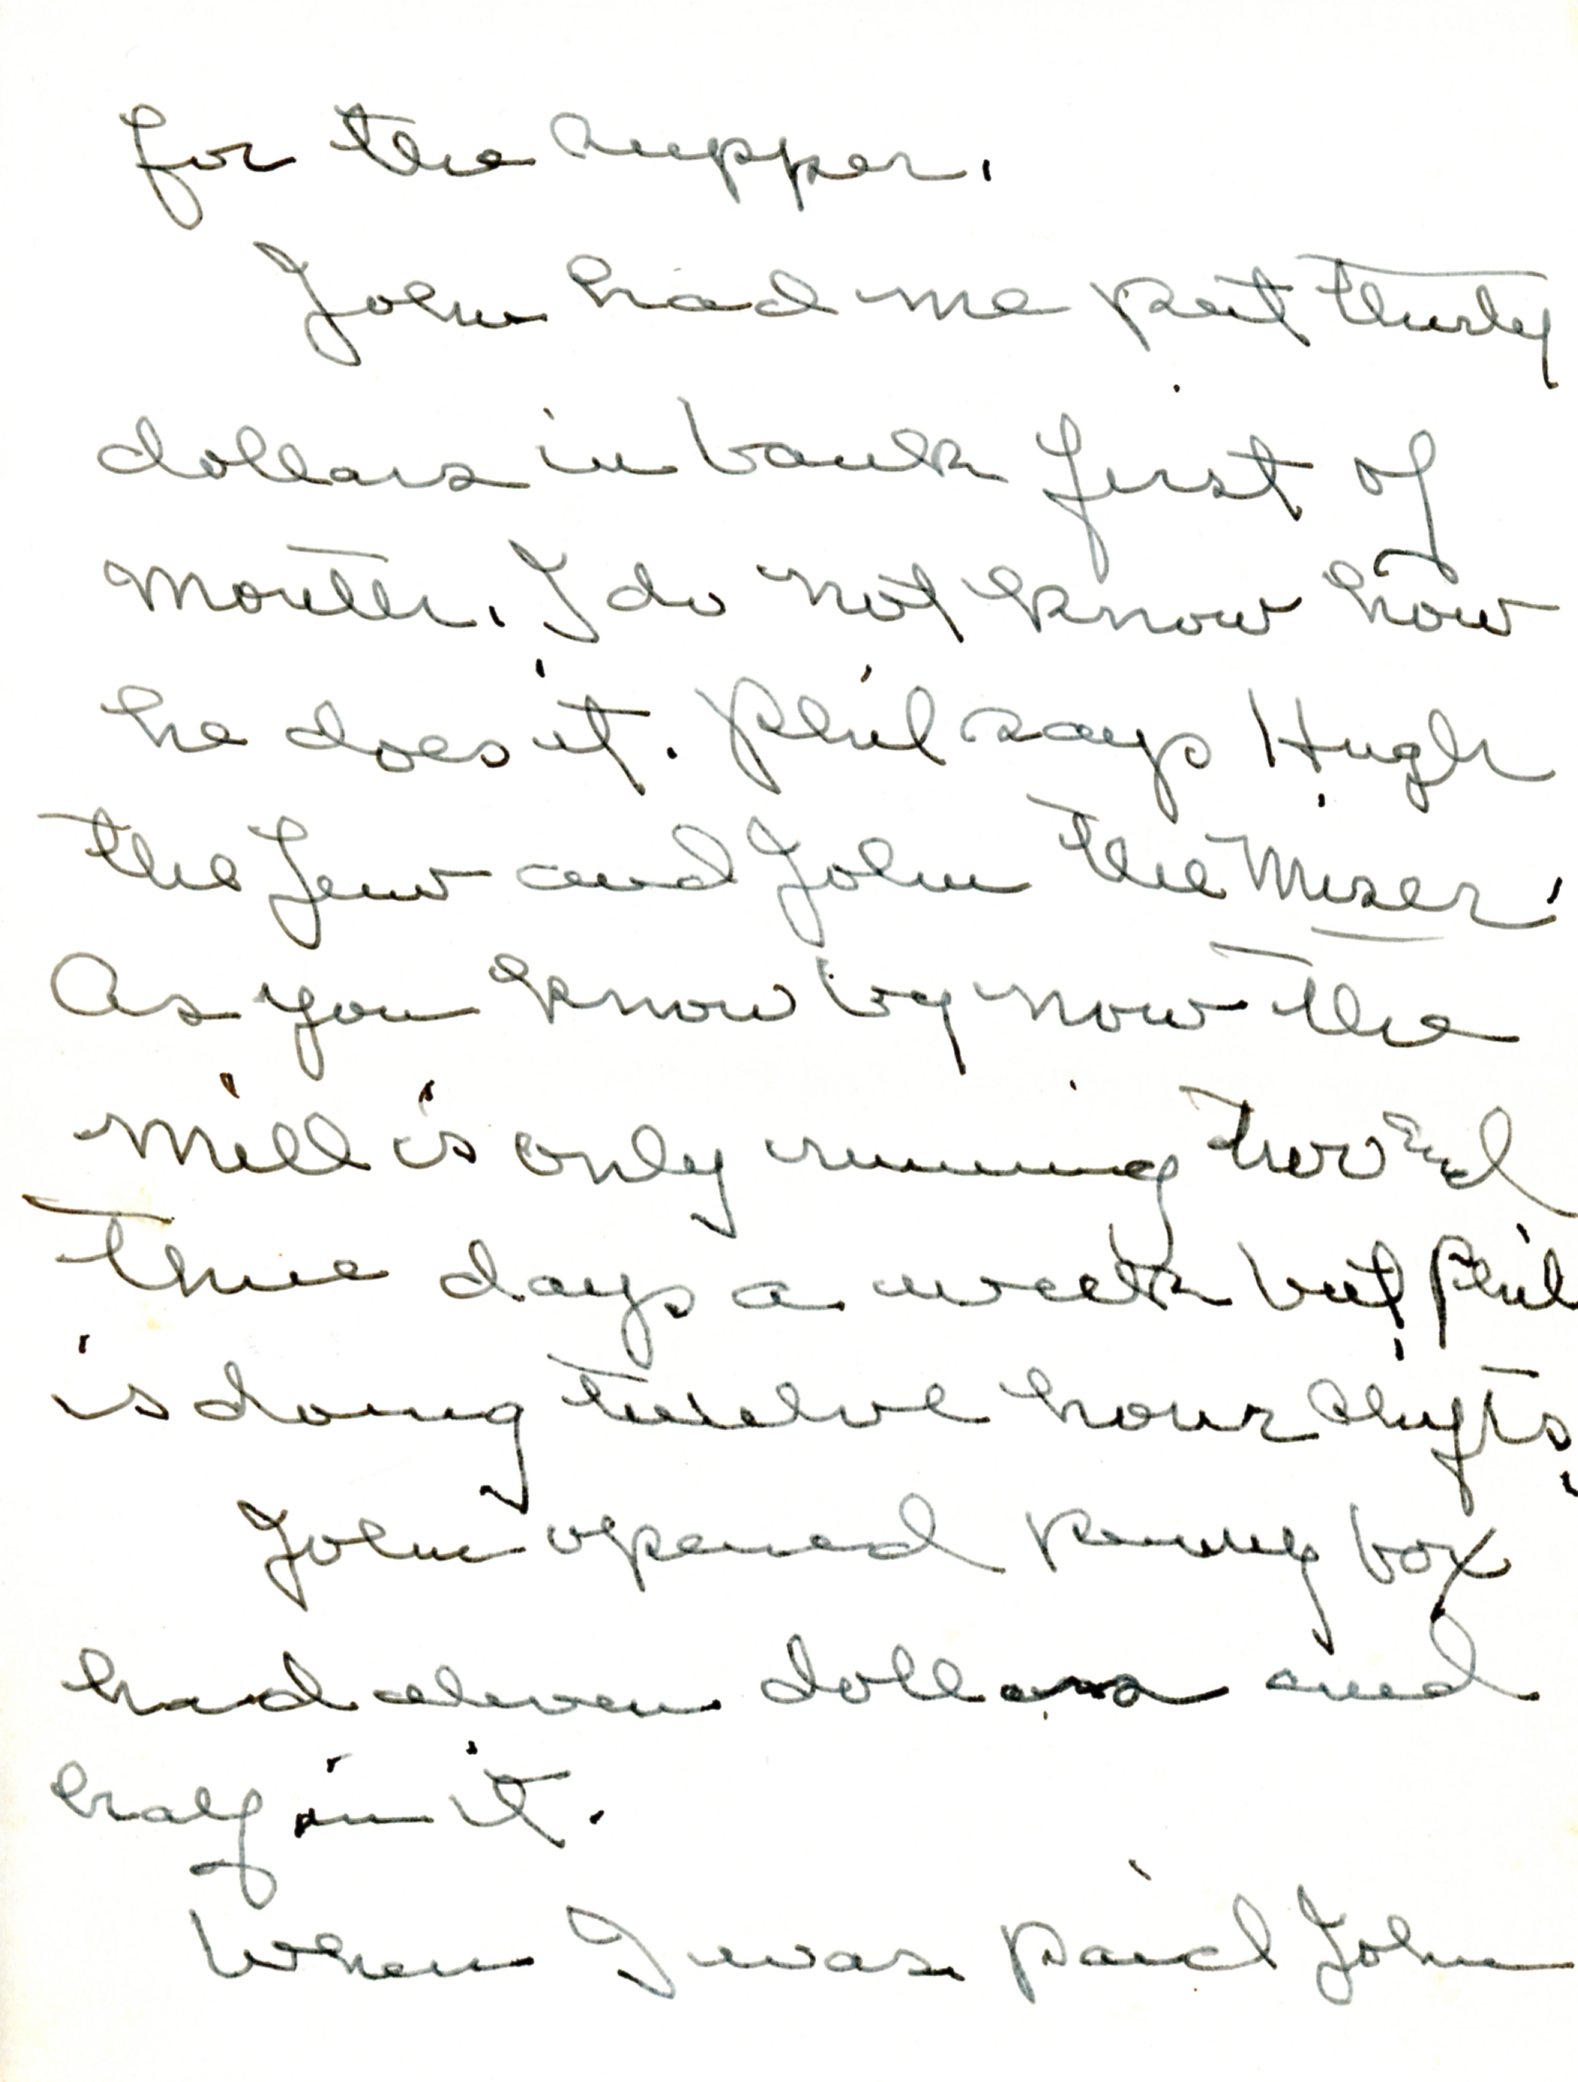 for the supper.
John had me put thirty
dollars in bank first of
month. I do not know how
he does it. Phil says Hugh
the Jew and John the Miser.
As you know by now the
mill is only running two and
three days a week but Phil
is doing twelve hour shifts.
John opened penny box
had eleven dollars and
half in it.
When I was paid John